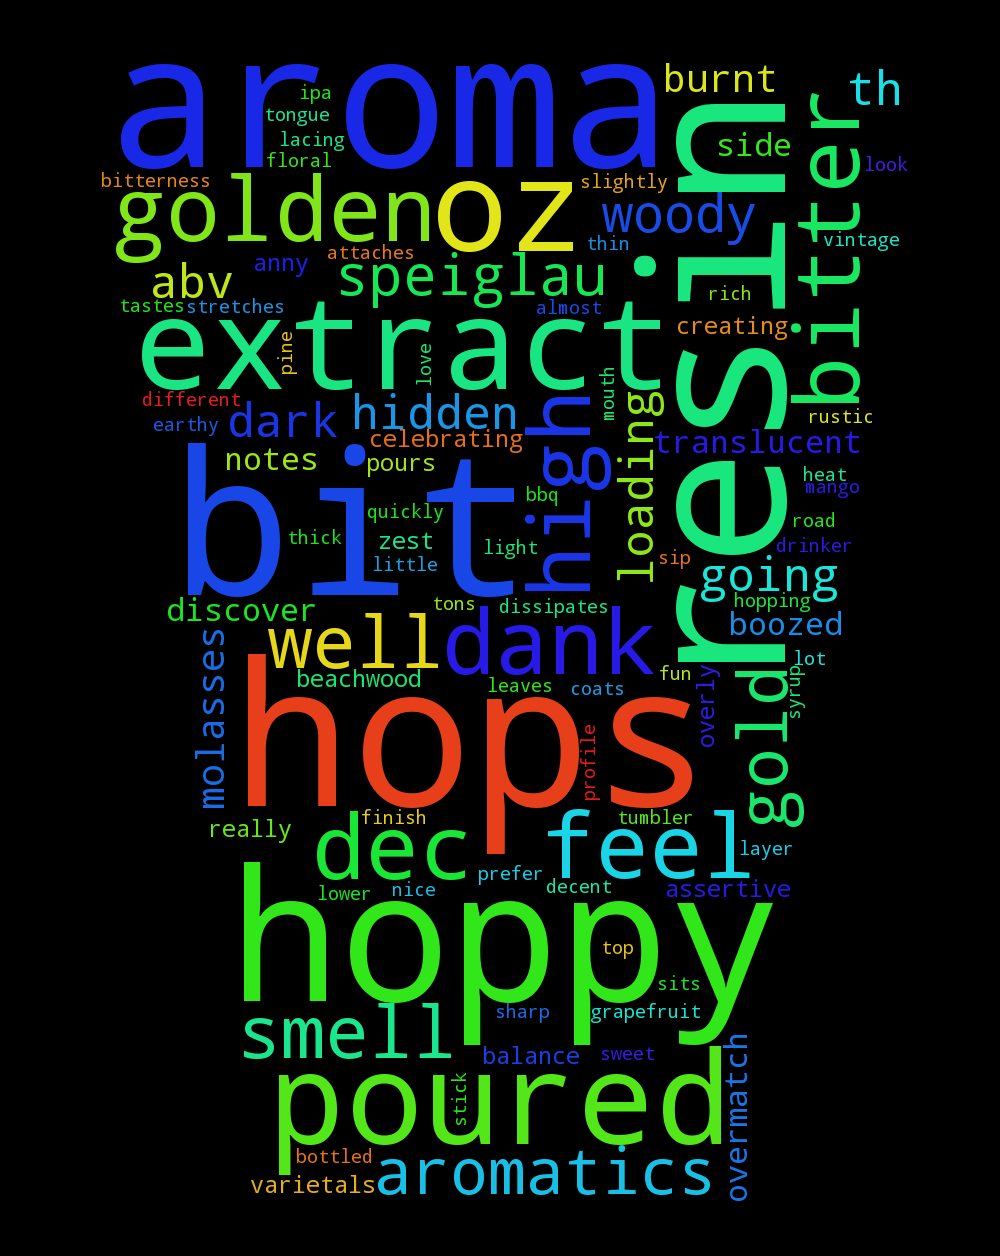 aroma
burnt
th
ipa
tongue
lacing
floral
side
bitter
resin
look
bitterness
golden
oz
slightly
woody
vintage
thin
attaches
anny
speiglau
abv
rich
tastes
stretches
almost
extract
creating
pine
love
different
mouth
earthy
dark
hidden
high
loading
rustic
celebrating
translucent
notes
pours
heat
mango
bit
bbq
quickly
road
thick
zest
light
drinker
little
sip
going
tons
dissipates
hopping
discover
boozed
well
dank
molasses
lot
beachwood
fun
overly
syrup
leaves
coats
gold
hops
profile
finish
tumbler
really
dec
feel
layer
prefer
lower
nice
decent
assertive
hoppy
top
sits
sharp
grapefruit
smell
balance
sweet
overmatch
poured
stick
bottled
varietals
aromatics